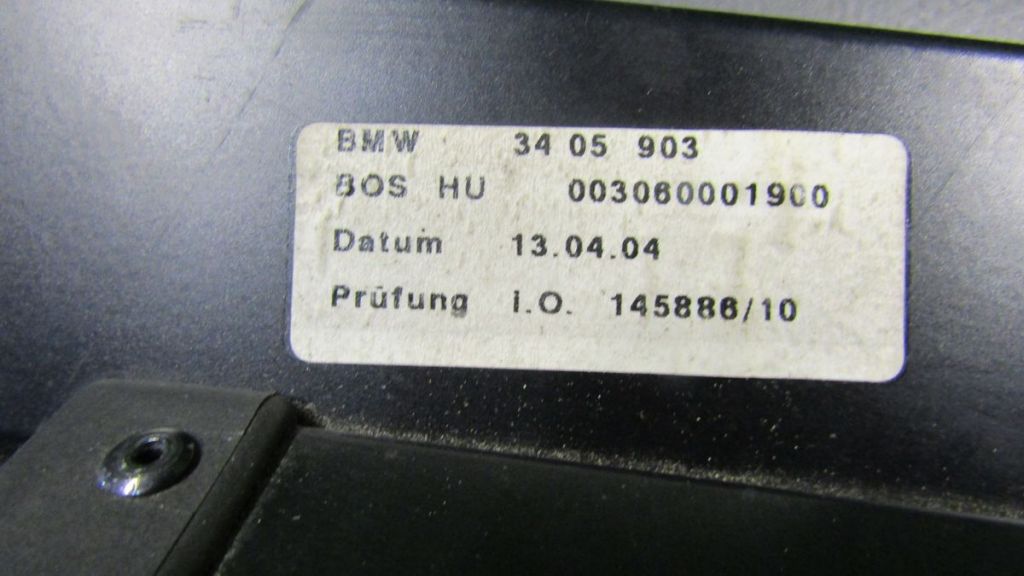 BMW 34 05 903
BOS HU 003060001900
Datum 13.04.04
Prüfung i.O. 145886/10